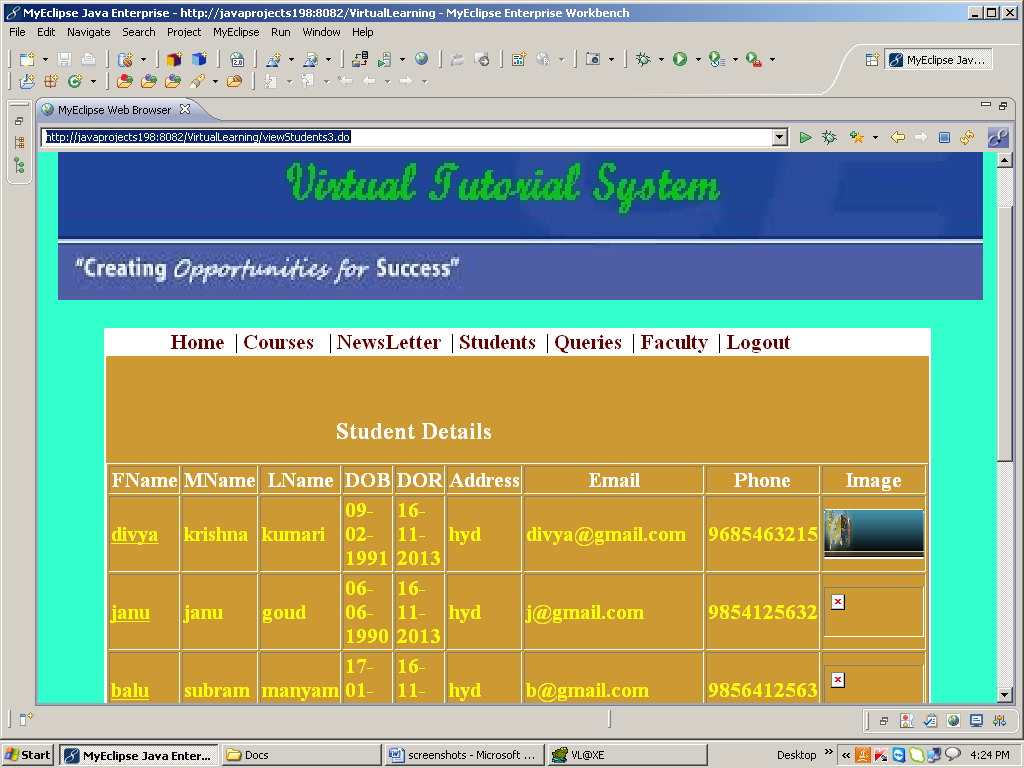 MyEclipse Java Enterprise - http://javaprojects198:8082/VirtualLearning - MyEclipse Enterprise Workbench
File Edit Navigate Search Project MyEclipse Run Window Help
2.0
MyEclipse Jav...
MyEclipse Web Browser
http://javaprojects198:8082/VirtualLearning/viewStudents3.do
Virtual Tutorial System
"Creating Opportunities for Success"
Home | Courses | NewsLetter | Students | Queries | Faculty | Logout
Student Details
FName MName LName DOB DOR Address Email Phone Image
divya krishna kumari 09-02-1991 16-11-2013 hyd divya@gmail.com 9685463215
janu janu goud 06-06-1990 16-11-2013 hyd j@gmail.com 9854125632
balu subram manyam 17-01- 16-11- hyd b@gmail.com 9856412563
Start MyEclipse Java Enter... Docs screenshots - Microsoft ... VL@XE Desktop » « 4:24 PM